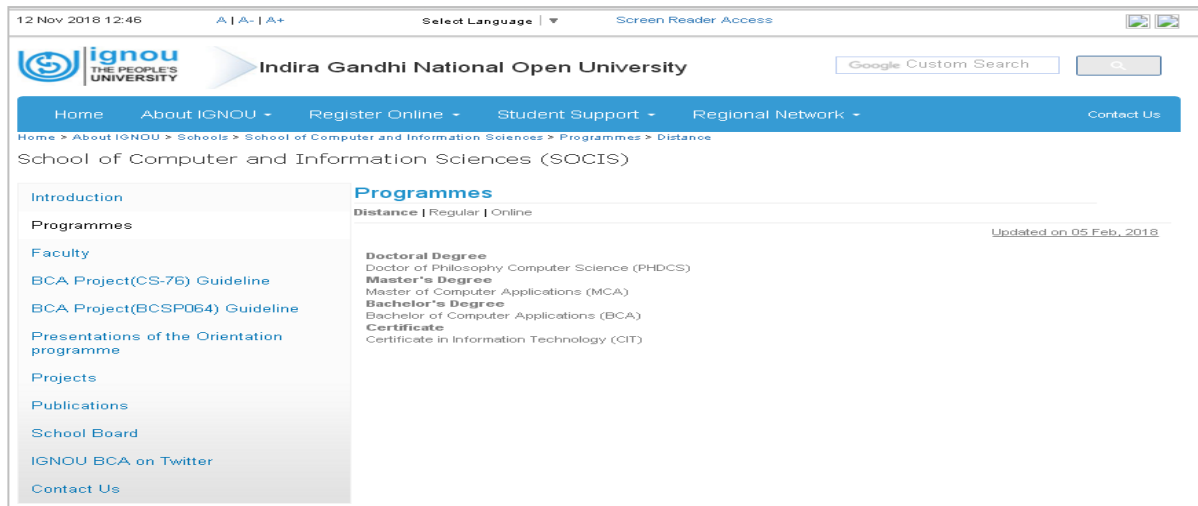 12 Nov 2018 12:46 A | A- | A+ Select Language ▼ Screen Reader Access
ignou
THE PEOPLE'S
UNIVERSITY
Indira Gandhi National Open University
Google Custom Search
Home About IGNOU Register Online Student Support Regional Network Contact Us
Home > About IGNOU > Schools > School of Computer and Information Sciences > Programmes > Distance
School of Computer and Information Sciences (SOCIS)
Introduction
Programmes
Faculty
BCA Project(CS-76) Guideline
BCA Project(BCSP064) Guideline
Presentations of the Orientation
programme
Projects
Publications
School Board
IGNOU BCA on Twitter
Contact Us
Programmes
Distance | Regular | Online
Updated on 05 Feb, 2018
Doctoral Degree
Doctor of Philosophy Computer Science (PHDCS)
Master's Degree
Master of Computer Applications (MCA)
Bachelor's Degree
Bachelor of Computer Applications (BCA)
Certificate
Certificate in Information Technology (CIT)